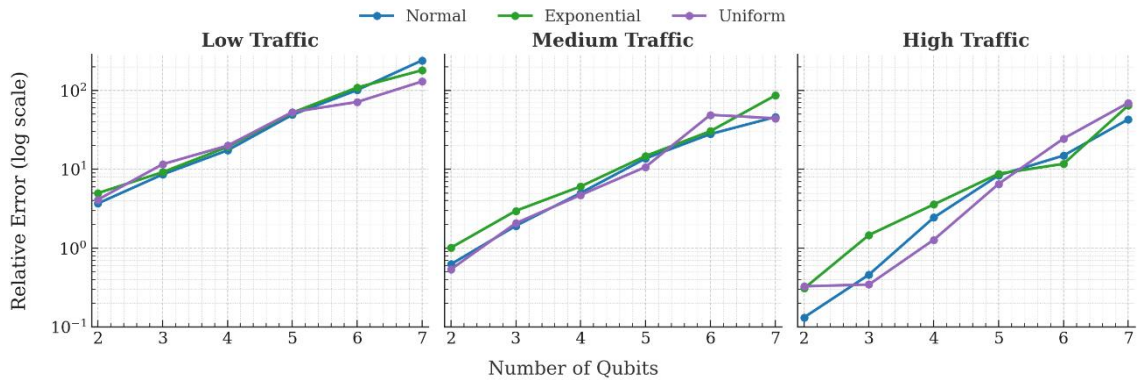 Normal Exponential Uniform
Low Traffic Medium Traffic High Traffic
Relative Error (log scale)
10²
10¹
10⁰
10⁻¹
2 3 4 5 6 7 2 3 4 5 6 7 2 3 4 5 6 7
Number of Qubits